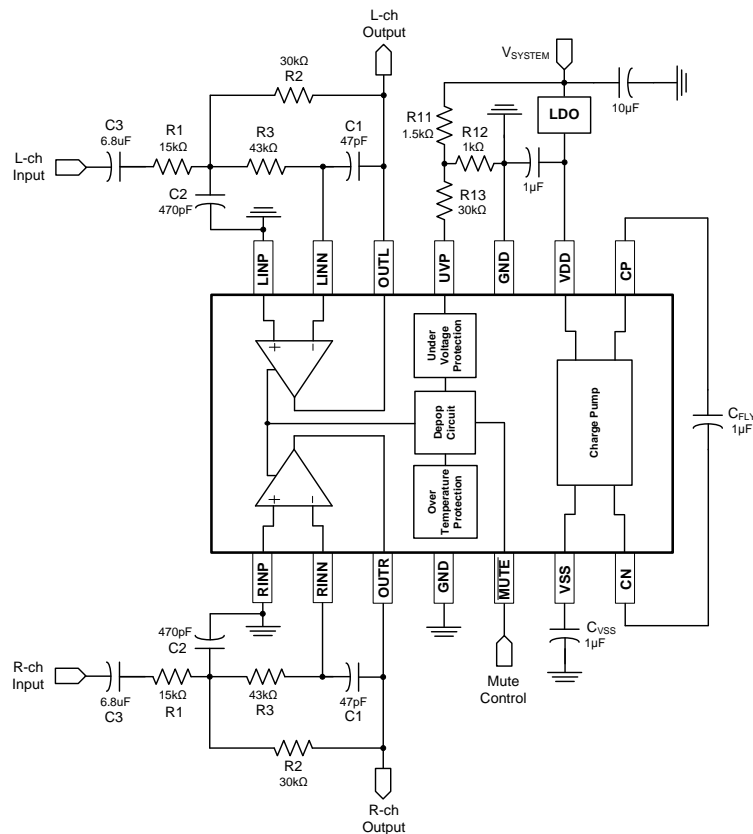 L-ch
Output
30kΩ
R2
VSYSTEM
10µF
LDO
C3
6.8uF
R1
15kΩ
R3
43kΩ
C1
47pF
R11
1.5kΩ
R12
1kΩ
1µF
L-ch
Input
C2
470pF
R13
30kΩ
LINP
LINN
OUTL
UVP
GND
VDD
CP
+
-
Under
Voltage
Protection
Depop
Circuit
Over
Temperature
Protection
Charge Pump
CFLY
1µF
+
-
RINP
RINN
OUTR
GND
MUTE
VSS
CN
470pF
C2
CVSS
1µF
R-ch
Input
6.8uF
C3
15kΩ
R1
43kΩ
R3
47pF
C1
Mute
Control
R2
30kΩ
R-ch
Output